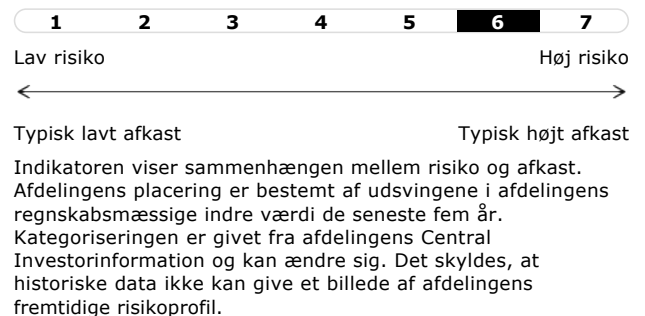 1 2 3 4 5 6 7
Lav risiko Høj risiko
Typisk lavt afkast Typisk højt afkast
Indikatoren viser sammenhængen mellem risiko og afkast.
Afdelingens placering er bestemt af udsvingene i afdelingens
regnskabsmæssige indre værdi de seneste fem år.
Kategoriseringen er givet fra afdelingens Central
Investorinformation og kan ændre sig. Det skyldes, at
historiske data ikke kan give et billede af afdelingens
fremtidige risikoprofil.